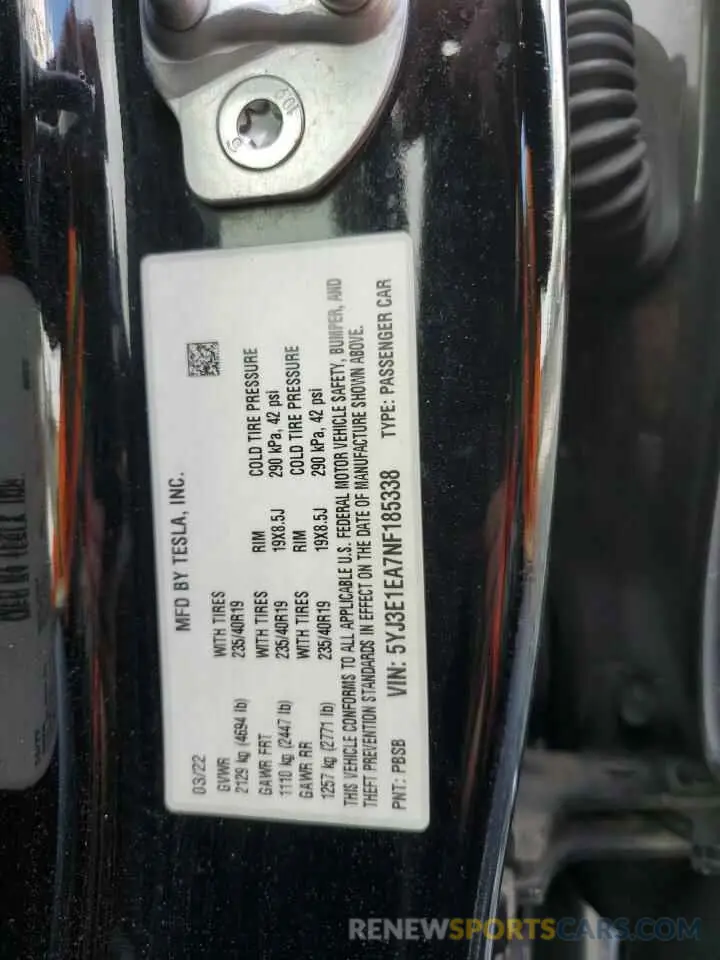 MFD BY TESLA, INC.
03/22
GVWR WITH TIRES RIM COLD TIRE PRESSURE
2129 kg (4694 lb) 235/40R19 19X8.5J 290 kPa, 42 psi
GAWR FRT WITH TIRES RIM COLD TIRE PRESSURE
1110 kg (2447 lb) 235/40R19 19X8.5J 290 kPa, 42 psi
GAWR RR WITH TIRES
1257 kg (2771 lb) 235/40R19
THIS VEHICLE CONFORMS TO ALL APPLICABLE U.S. FEDERAL MOTOR VEHICLE SAFETY, BUMPER, AND
THEFT PREVENTION STANDARDS IN EFFECT ON THE DATE OF MANUFACTURE SHOWN ABOVE.
PNT: PBSB VIN: 5YJ3E1EA7NF185338 TYPE: PASSENGER CAR
RENEWSPORTSCARS.COM